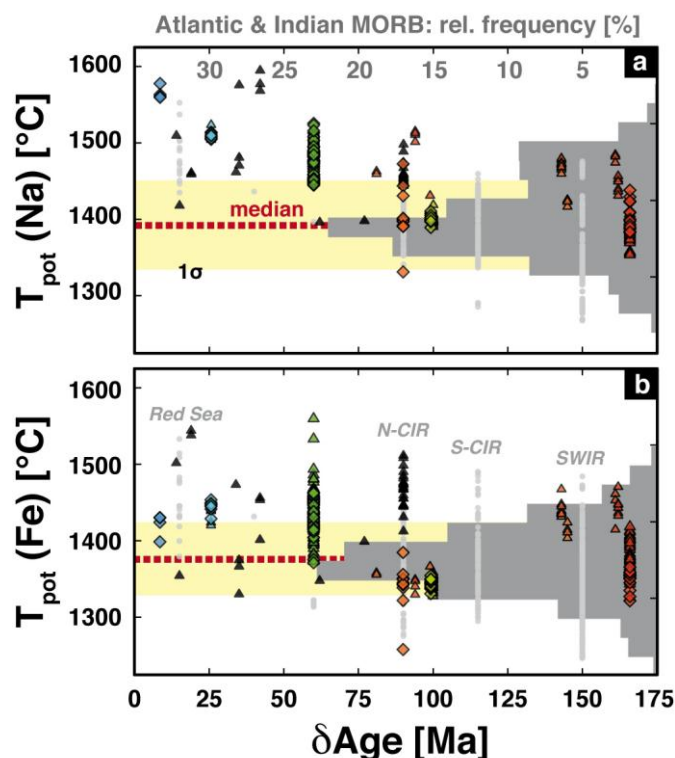 Atlantic & Indian MORB: rel. frequency [%]
30 25 20 15 10 5
a
1600
1500
1400
1300
T_pot (Na) [°C]
median
1σ
b
1600
1500
1400
1300
T_pot (Fe) [°C]
Red Sea
N-CIR
S-CIR
SWIR
0 25 50 75 100 125 150 175
δAge [Ma]